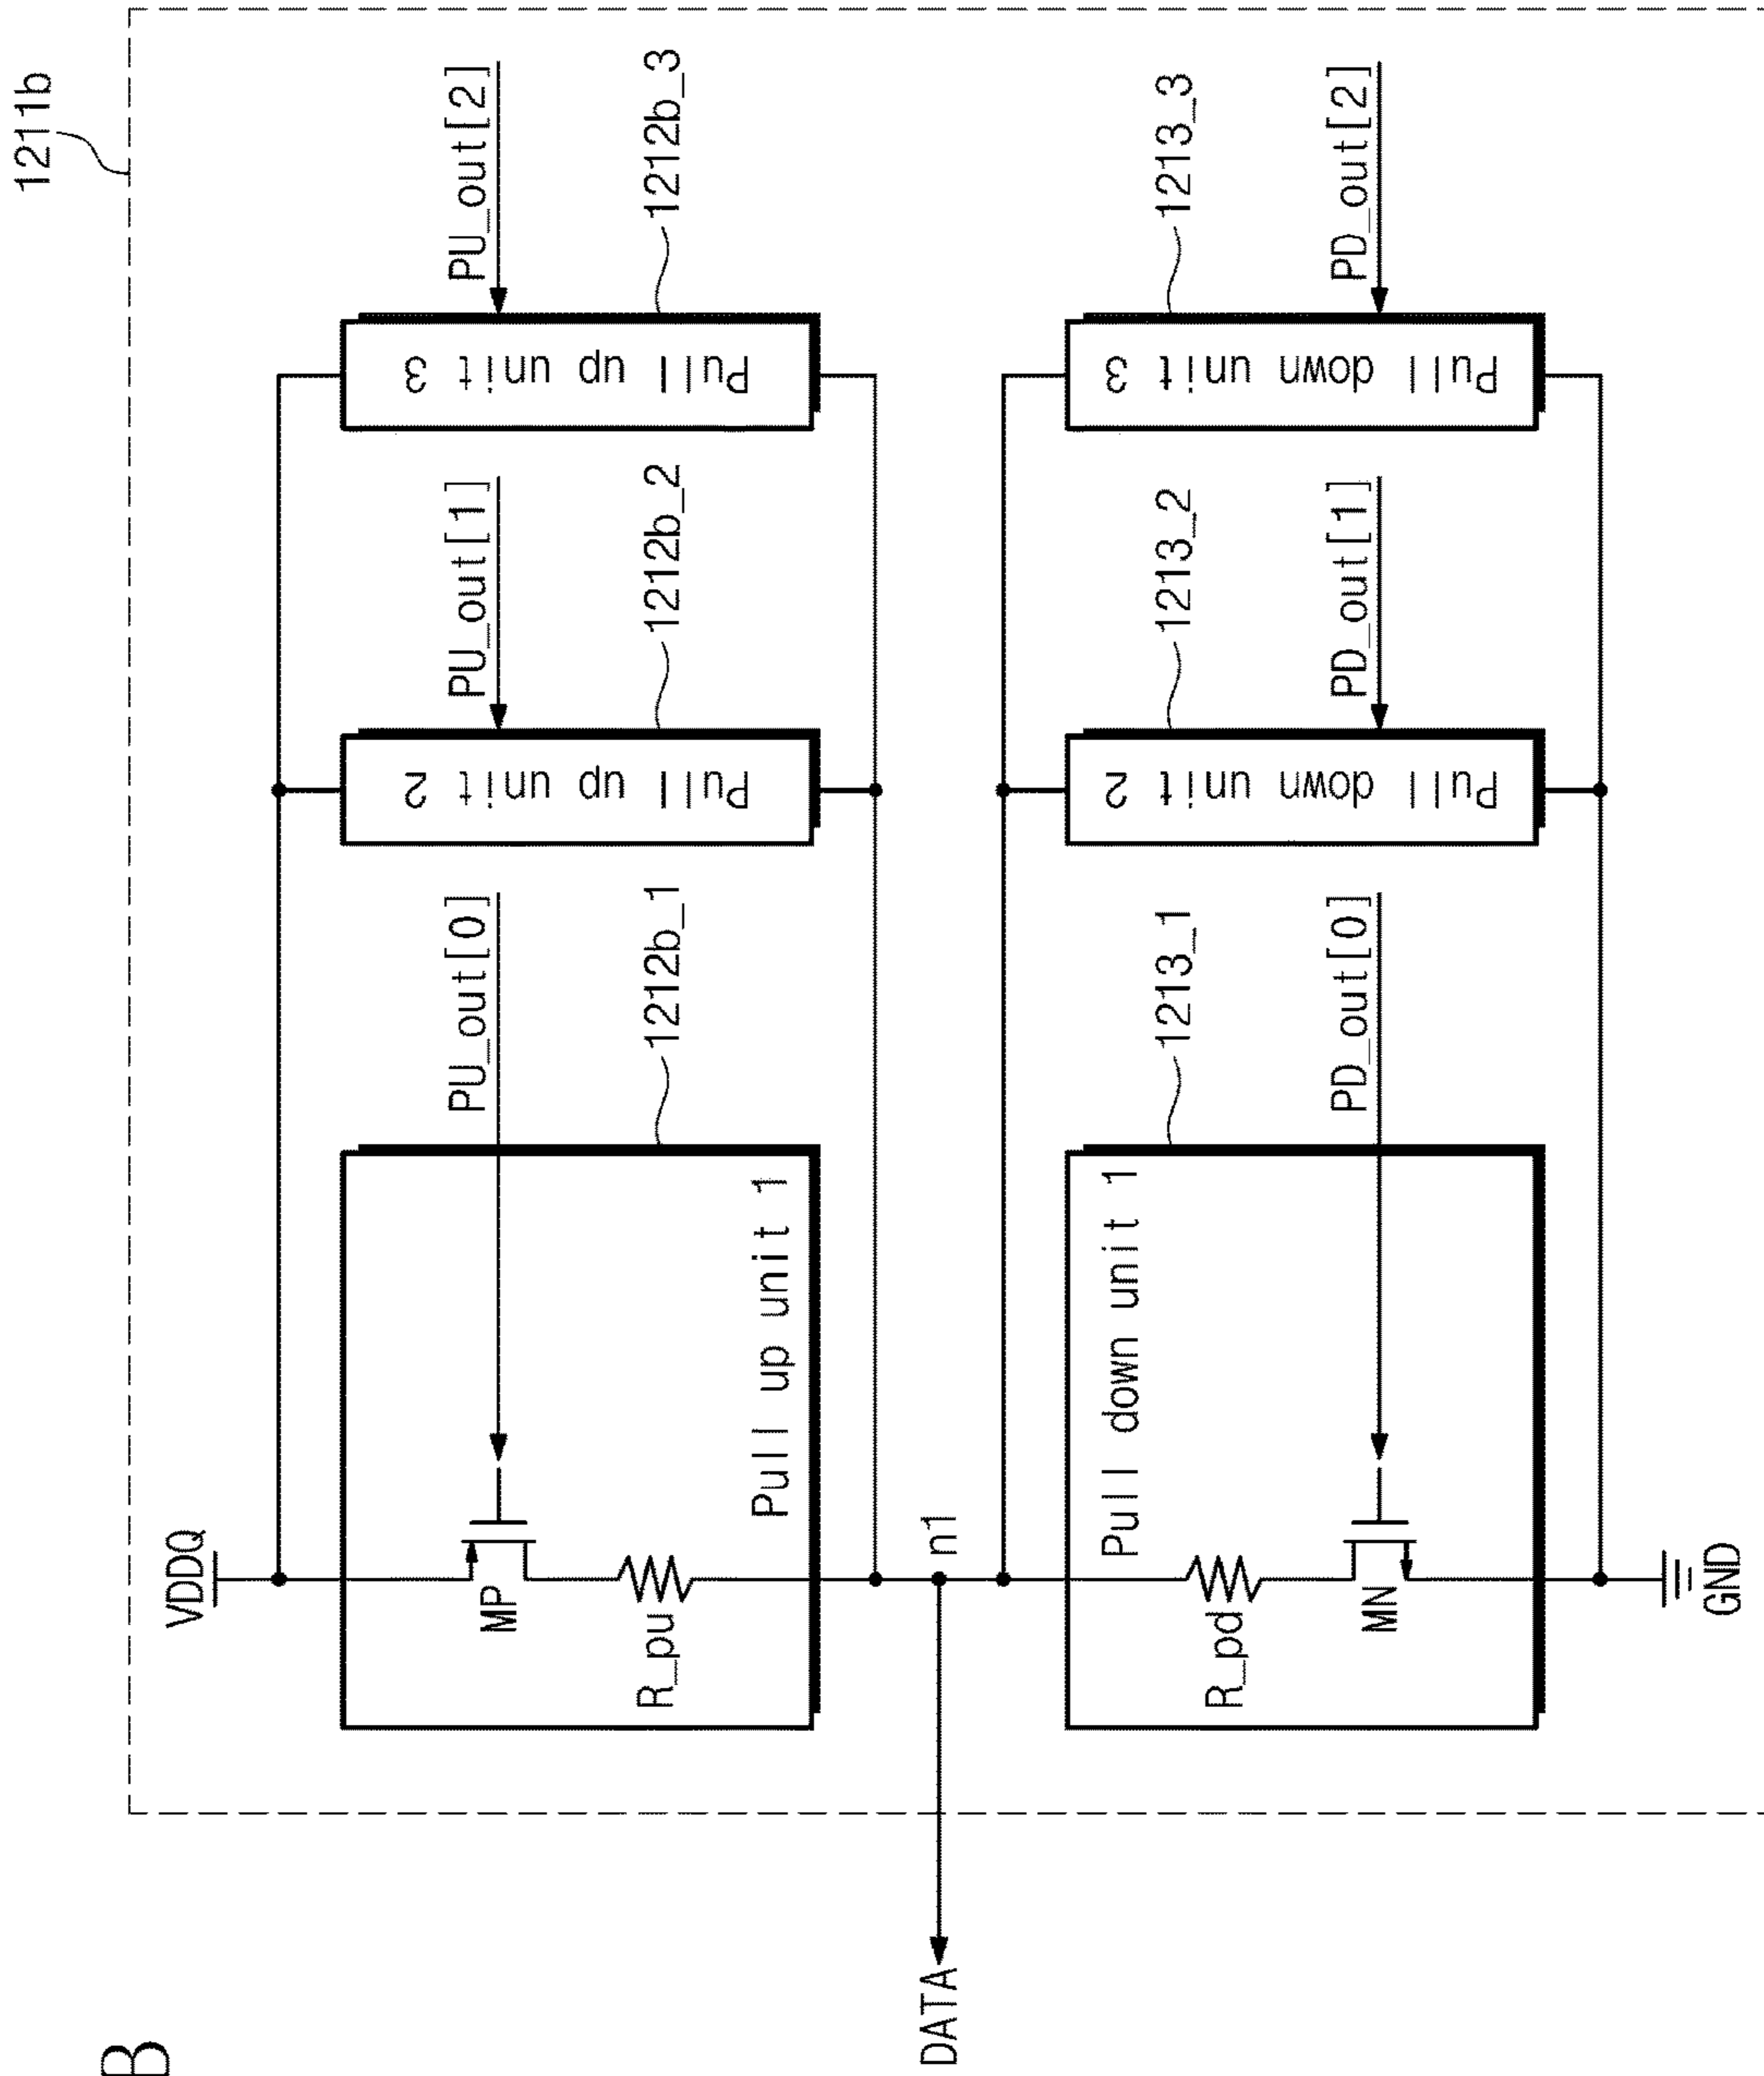 B
1211b
VDDQ
PU_out[0]
PU_out[1]
PU_out[2]
MP
R_pu
Pull up unit 1
Pull up unit 2
Pull up unit 3
1212b_1
1212b_2
1212b_3
DATA
n1
Pull down unit 1
Pull down unit 2
Pull down unit 3
1213_1
1213_2
1213_3
R_pd
MN
PD_out[0]
PD_out[1]
PD_out[2]
GND